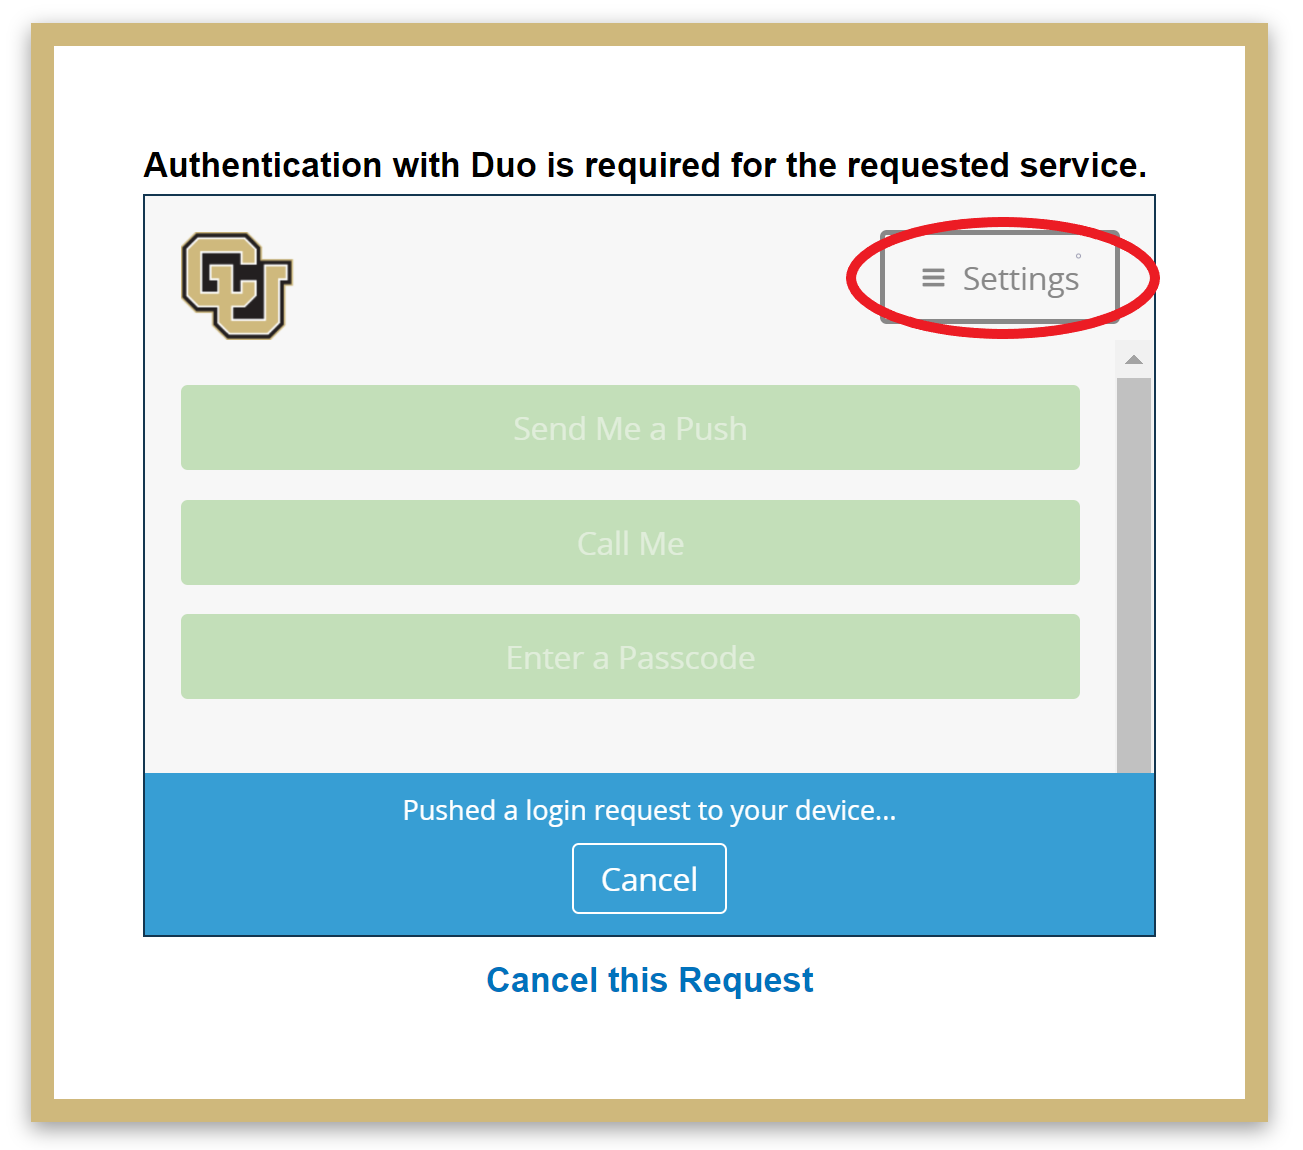 Authentication with Duo is required for the requested service.
CU
Settings
Send Me a Push
Call Me
Enter a Passcode
Pushed a login request to your device...
Cancel
Cancel this Request